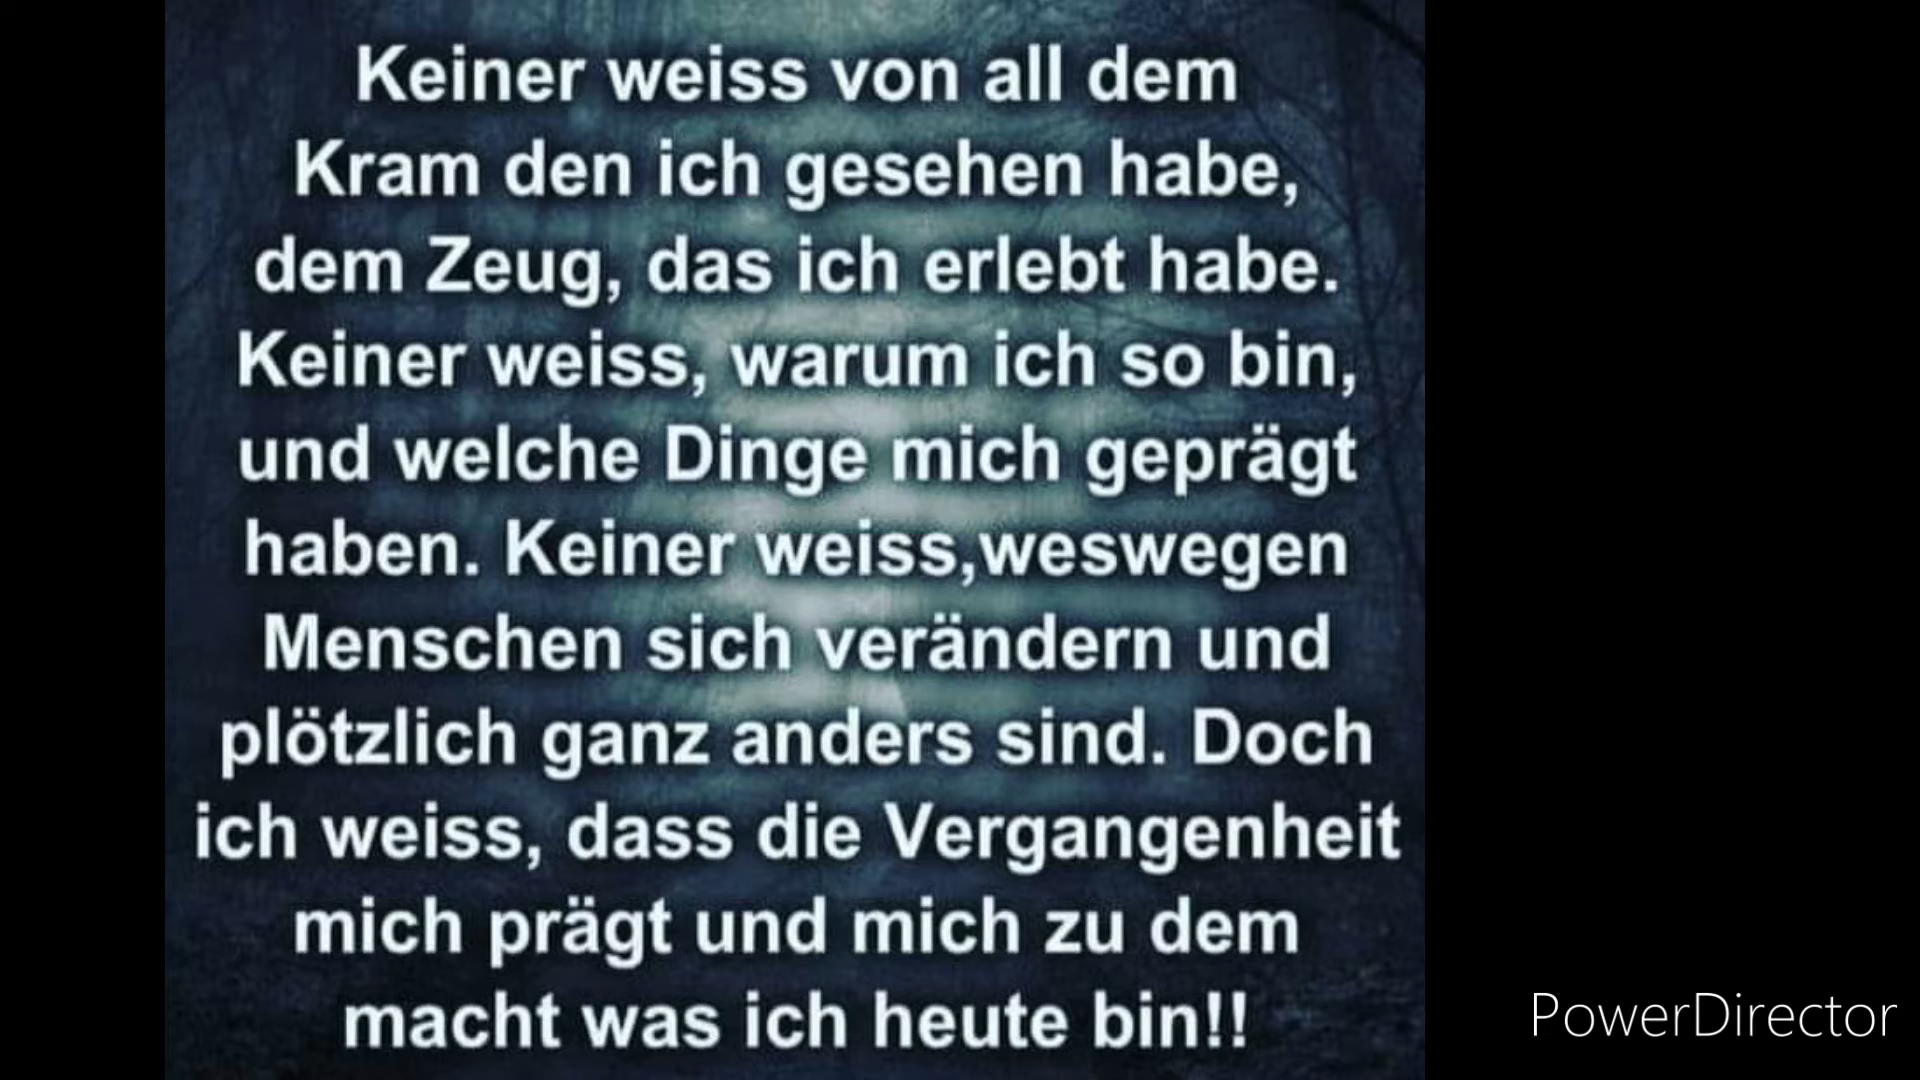 Keiner weiss von all dem
Kram den ich gesehen habe,
dem Zeug, das ich erlebt habe.
Keiner weiss, warum ich so bin,
und welche Dinge mich geprägt
haben. Keiner weiss,weswegen
Menschen sich verändern und
plötzlich ganz anders sind. Doch
ich weiss, dass die Vergangenheit
mich prägt und mich zu dem
macht was ich heute bin!!
PowerDirector